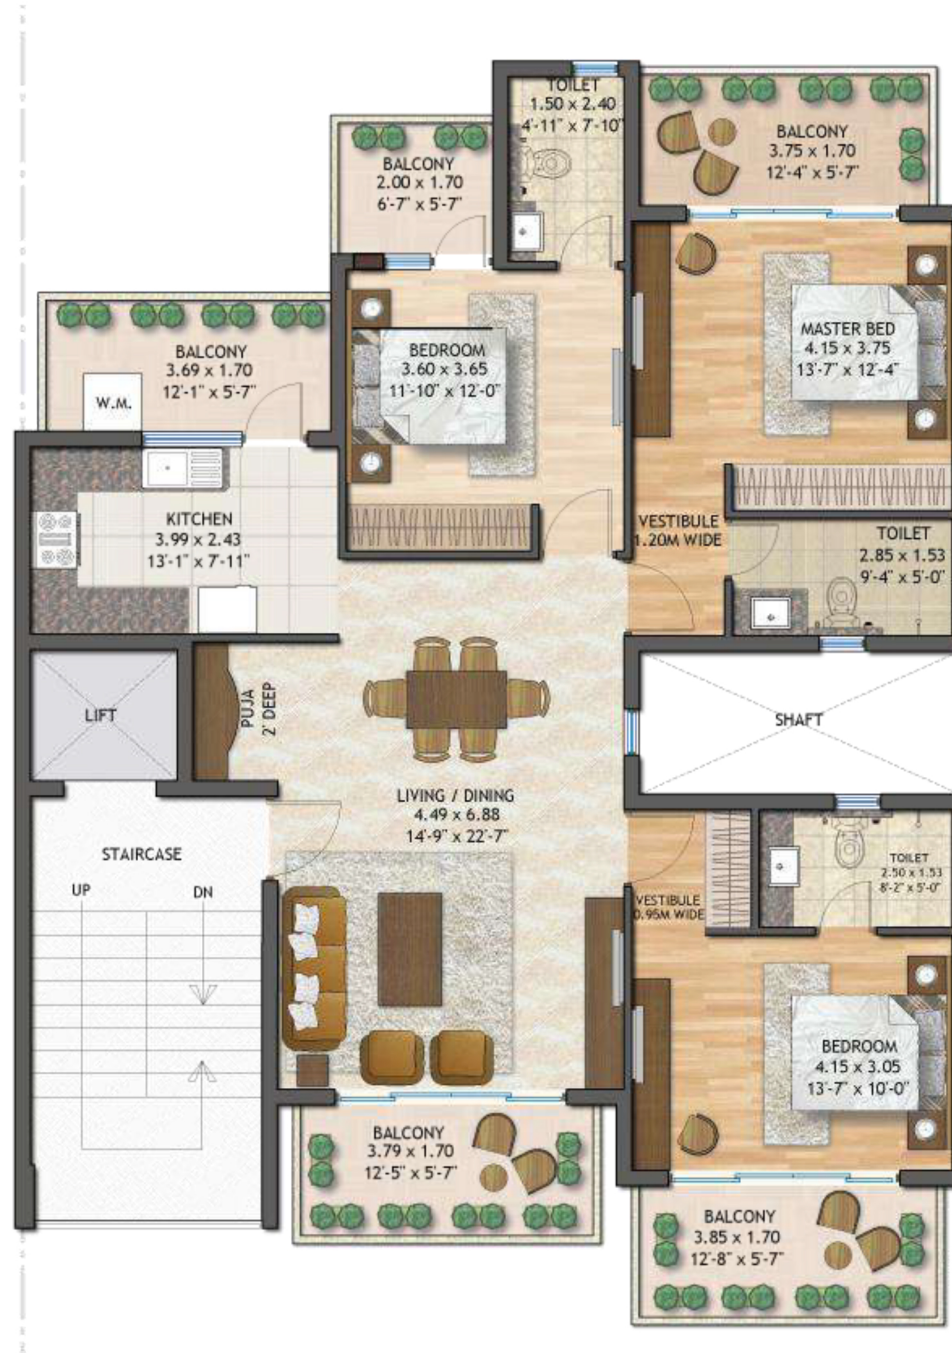 TOILET
1.50 x 2.40
4'-11" x 7'-10"
BALCONY
3.75 x 1.70
12'-4" x 5'-7"
BALCONY
2.00 x 1.70
6'-7" x 5'-7"
BALCONY
3.69 x 1.70
12'-1" x 5'-7"
W.M.
BEDROOM
3.60 x 3.65
11'-10" x 12'-0"
MASTER BED
4.15 x 3.75
13'-7" x 12'-4"
KITCHEN
3.99 x 2.43
13'-1" x 7'-11"
VESTIBULE
1.20M WIDE
TOILET
2.85 x 1.53
9'-4" x 5'-0"
LIFT
PUJA
2' DEEP
SHAFT
LIVING / DINING
4.49 x 6.88
14'-9" x 22'-7"
STAIRCASE
UP
DN
TOILET
2.50 x 1.53
8'-2" x 5'-0"
VESTIBULE
0.95M WIDE
BEDROOM
4.15 x 3.05
13'-7" x 10'-0"
BALCONY
3.79 x 1.70
12'-5" x 5'-7"
BALCONY
3.85 x 1.70
12'-8" x 5'-7"